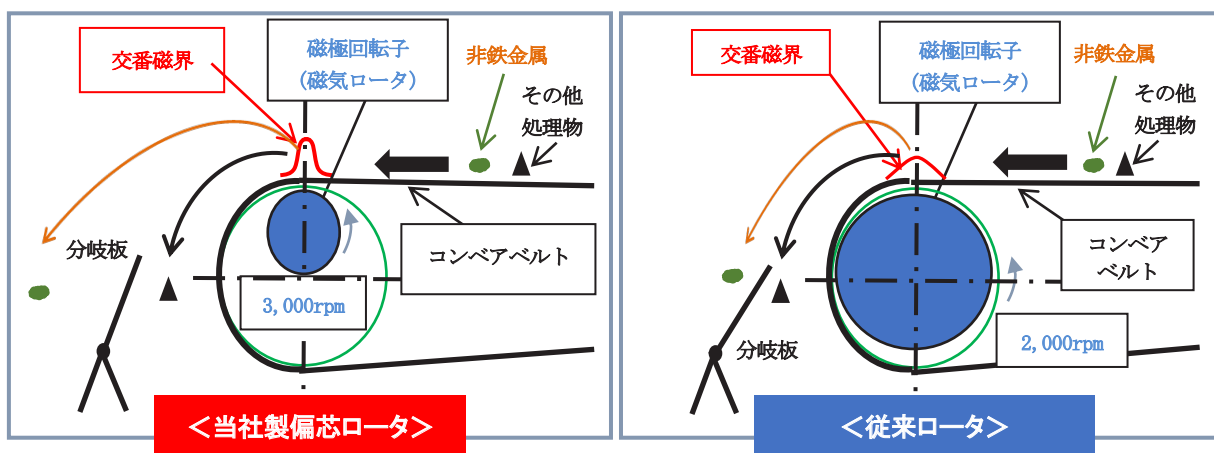 交番磁界
磁極回転子
(磁気ロータ)
非鉄金属
その他
処理物
分岐板
コンベアベルト
3,000rpm
＜当社製偏芯ロータ＞
交番磁界
磁極回転子
(磁気ロータ)
非鉄金属
その他
処理物
コンベア
ベルト
分岐板
2,000rpm
＜従来ロータ＞